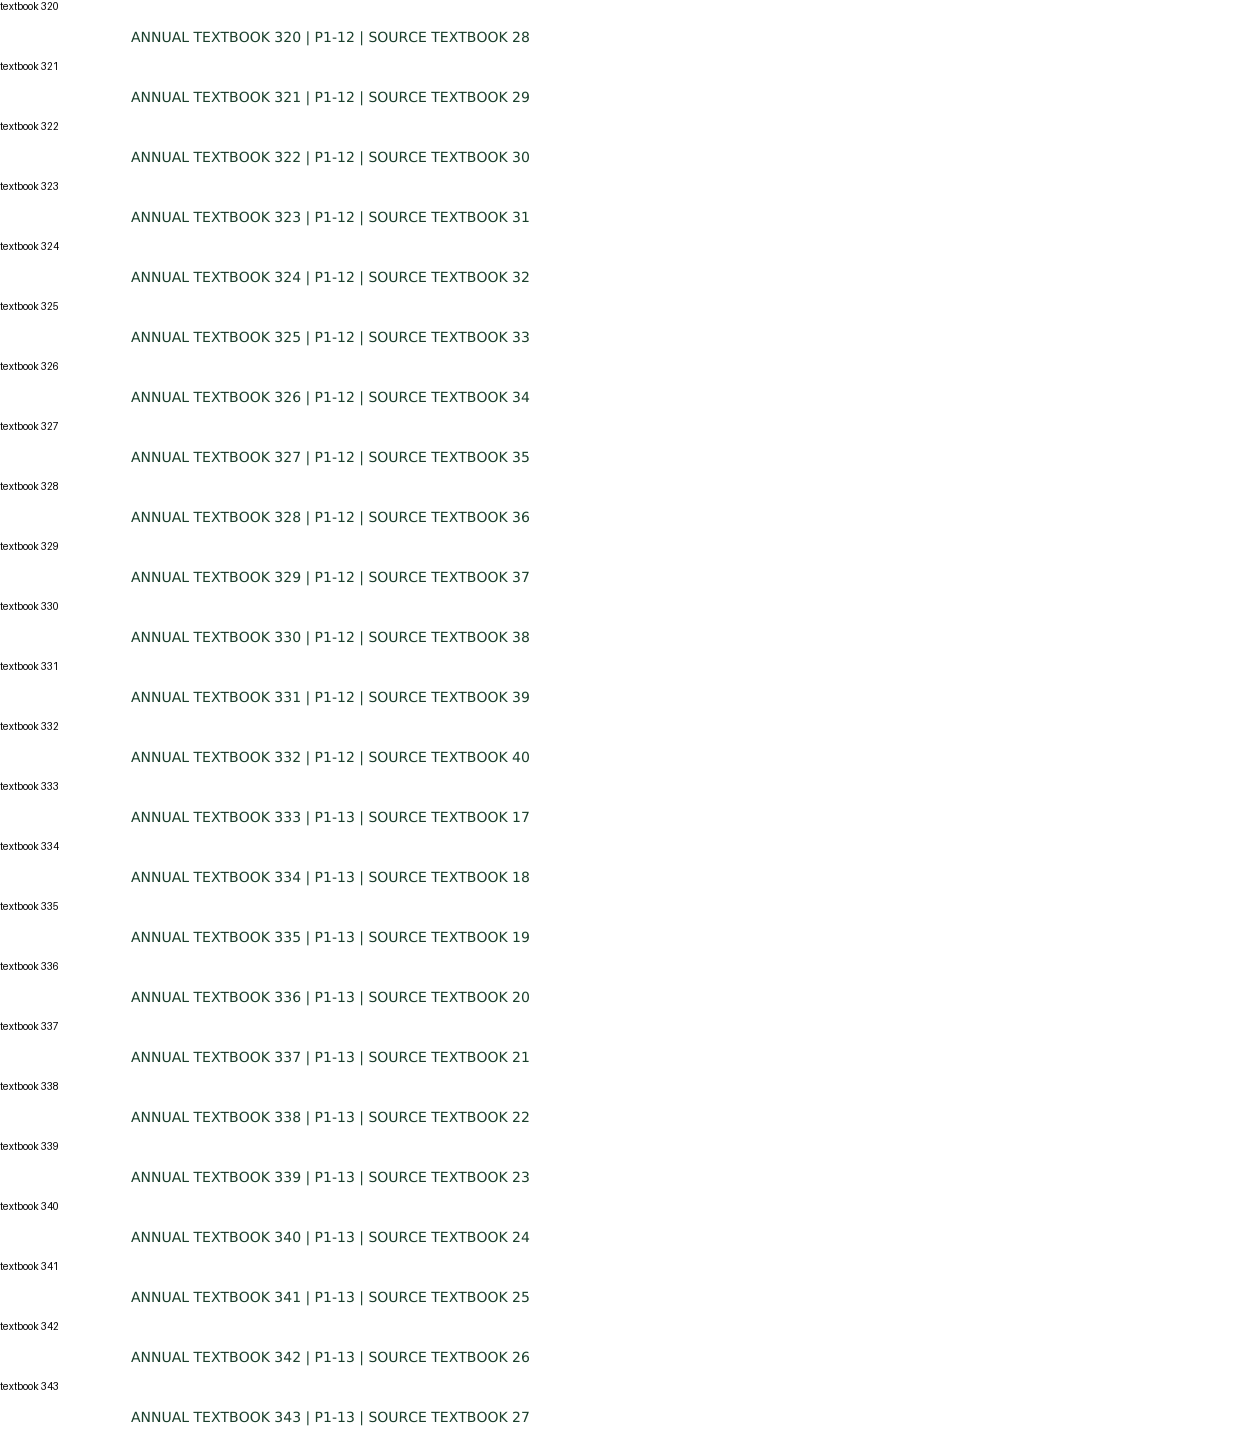 textbook 320
ANNUAL TEXTBOOK 320 | P1-12 | SOURCE TEXTBOOK 28
textbook 321
ANNUAL TEXTBOOK 321 | P1-12 | SOURCE TEXTBOOK 29
textbook 322
ANNUAL TEXTBOOK 322 | P1-12 | SOURCE TEXTBOOK 30
textbook 323
ANNUAL TEXTBOOK 323 | P1-12 | SOURCE TEXTBOOK 31
textbook 324
ANNUAL TEXTBOOK 324 | P1-12 | SOURCE TEXTBOOK 32
textbook 325
ANNUAL TEXTBOOK 325 | P1-12 | SOURCE TEXTBOOK 33
textbook 326
ANNUAL TEXTBOOK 326 | P1-12 | SOURCE TEXTBOOK 34
textbook 327
ANNUAL TEXTBOOK 327 | P1-12 | SOURCE TEXTBOOK 35
textbook 328
ANNUAL TEXTBOOK 328 | P1-12 | SOURCE TEXTBOOK 36
textbook 329
ANNUAL TEXTBOOK 329 | P1-12 | SOURCE TEXTBOOK 37
textbook 330
ANNUAL TEXTBOOK 330 | P1-12 | SOURCE TEXTBOOK 38
textbook 331
ANNUAL TEXTBOOK 331 | P1-12 | SOURCE TEXTBOOK 39
textbook 332
ANNUAL TEXTBOOK 332 | P1-12 | SOURCE TEXTBOOK 40
textbook 333
ANNUAL TEXTBOOK 333 | P1-13 | SOURCE TEXTBOOK 17
textbook 334
ANNUAL TEXTBOOK 334 | P1-13 | SOURCE TEXTBOOK 18
textbook 335
ANNUAL TEXTBOOK 335 | P1-13 | SOURCE TEXTBOOK 19
textbook 336
ANNUAL TEXTBOOK 336 | P1-13 | SOURCE TEXTBOOK 20
textbook 337
ANNUAL TEXTBOOK 337 | P1-13 | SOURCE TEXTBOOK 21
textbook 338
ANNUAL TEXTBOOK 338 | P1-13 | SOURCE TEXTBOOK 22
textbook 339
ANNUAL TEXTBOOK 339 | P1-13 | SOURCE TEXTBOOK 23
textbook 340
ANNUAL TEXTBOOK 340 | P1-13 | SOURCE TEXTBOOK 24
textbook 341
ANNUAL TEXTBOOK 341 | P1-13 | SOURCE TEXTBOOK 25
textbook 342
ANNUAL TEXTBOOK 342 | P1-13 | SOURCE TEXTBOOK 26
textbook 343
ANNUAL TEXTBOOK 343 | P1-13 | SOURCE TEXTBOOK 27